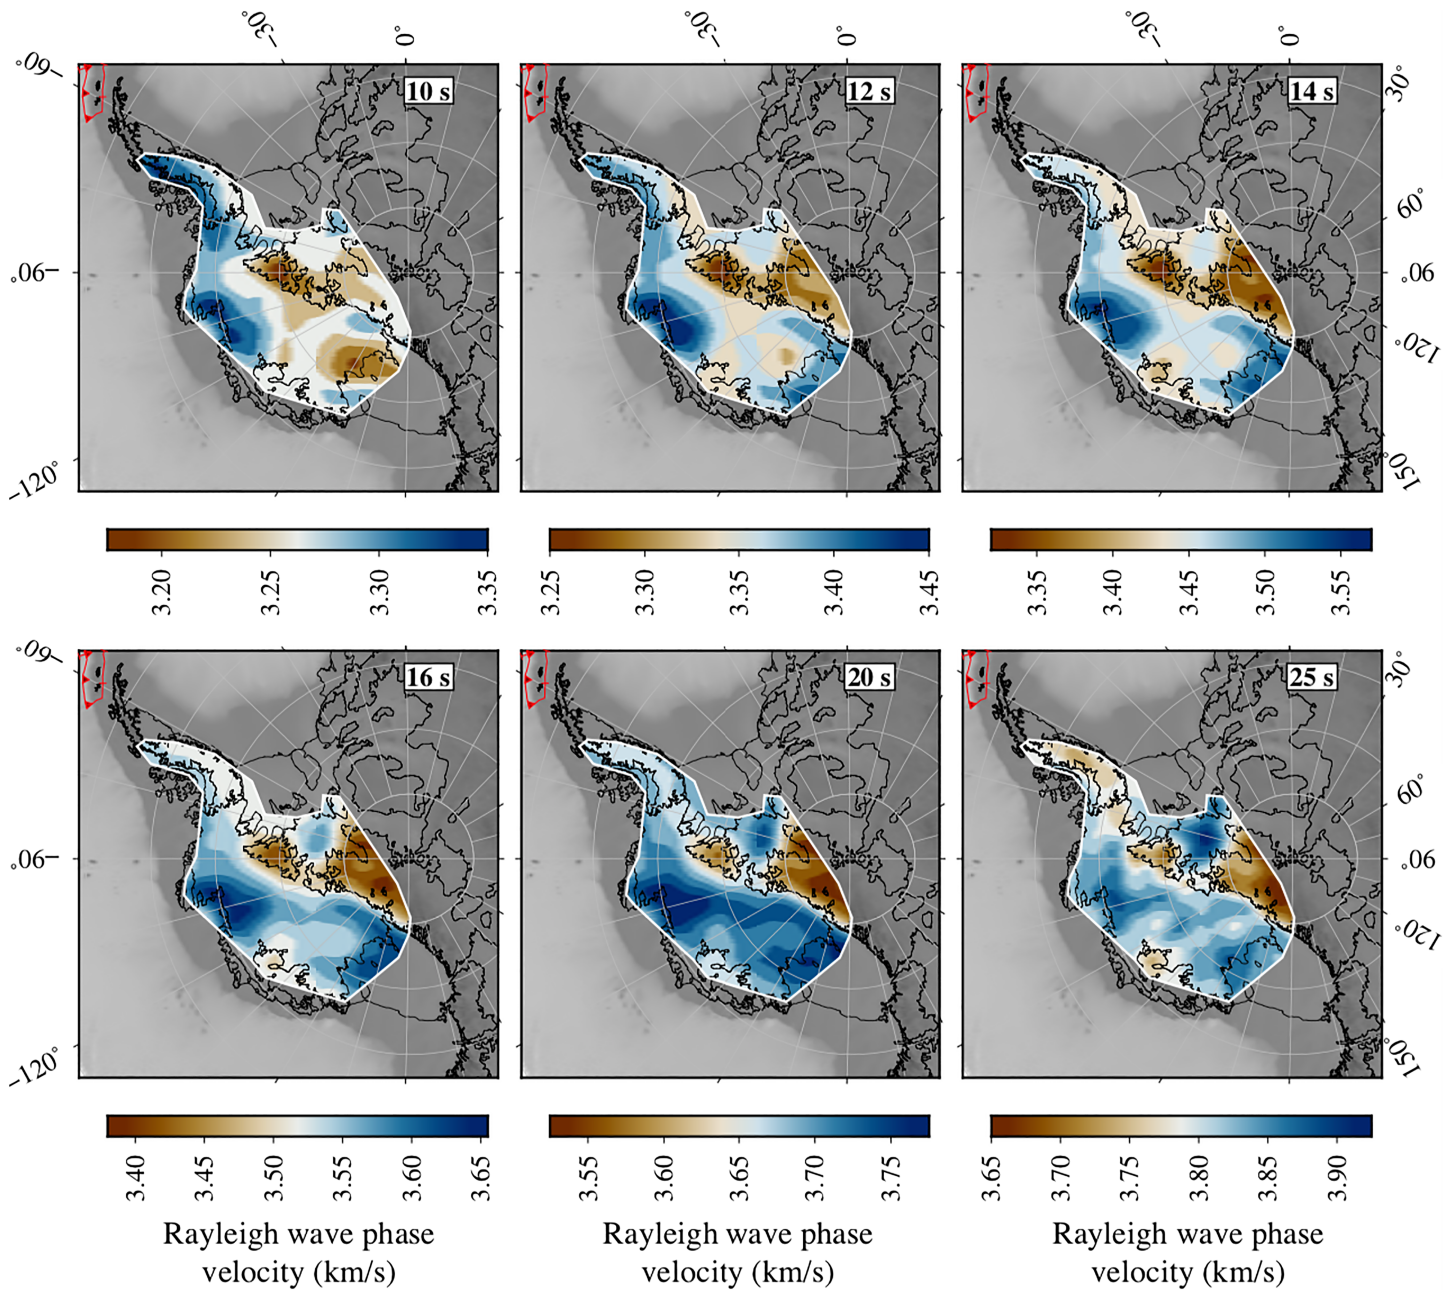 −30° 0° −30° 0° −30° 0°
−60° 10 s 12 s 14 s 30°
60°
−90° 90°
120°
−120° 150°
3.20 3.25 3.30 3.35 3.25 3.30 3.35 3.40 3.45 3.35 3.40 3.45 3.50 3.55
−60° 16 s 20 s 25 s 30°
60°
−90° 90°
120°
−120° 150°
3.40 3.45 3.50 3.55 3.60 3.65 3.55 3.60 3.65 3.70 3.75 3.65 3.70 3.75 3.80 3.85 3.90
Rayleigh wave phase Rayleigh wave phase Rayleigh wave phase
velocity (km/s) velocity (km/s) velocity (km/s)